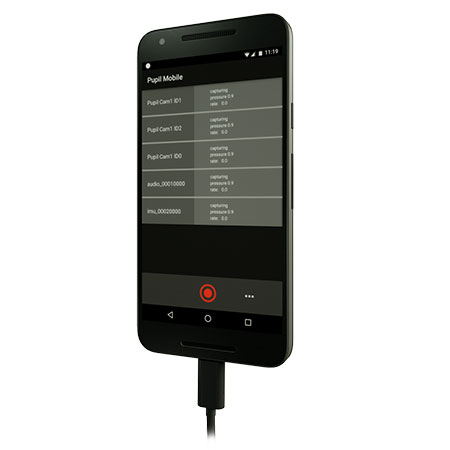 11:19
Pupil Mobile
Pupil Cam1 ID1
capturing
pressure 0.9
rate: 0.0
Pupil Cam1 ID2
capturing
pressure 0.9
rate: 0.0
Pupil Cam1 ID0
capturing
pressure 0.9
rate: 0.0
audio_00010000
capturing
pressure 0.9
rate: 0.0
imu_00020000
capturing
pressure 0.9
rate: 0.0